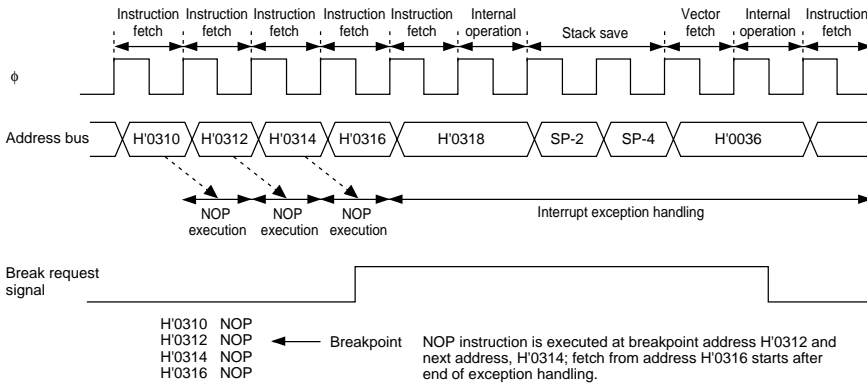 Instruction fetch
Instruction fetch
Instruction fetch
Instruction fetch
Instruction fetch
Internal operation
Stack save
Vector fetch
Internal operation
Instruction fetch
ϕ
Address bus
H'0310
H'0312
H'0314
H'0316
H'0318
SP-2
SP-4
H'0036
NOP execution
NOP execution
NOP execution
Interrupt exception handling
Break request
signal
H'0310 NOP
H'0312 NOP
H'0314 NOP
H'0316 NOP
Breakpoint
NOP instruction is executed at breakpoint address H'0312 and
next address, H'0314; fetch from address H'0316 starts after
end of exception handling.